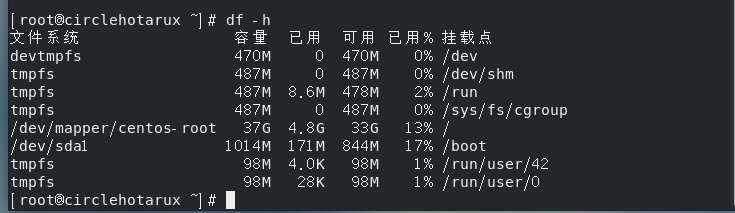 [root@circlehotarux ~]# df -h
文件系统 容量 已用 可用 已用% 挂载点
devtmpfs 470M 0 470M 0% /dev
tmpfs 487M 0 487M 0% /dev/shm
tmpfs 487M 8.6M 478M 2% /run
tmpfs 487M 0 487M 0% /sys/fs/cgroup
/dev/mapper/centos-root 37G 4.8G 33G 13% /
/dev/sda1 1014M 171M 844M 17% /boot
tmpfs 98M 4.0K 98M 1% /run/user/42
tmpfs 98M 28K 98M 1% /run/user/0
[root@circlehotarux ~]#